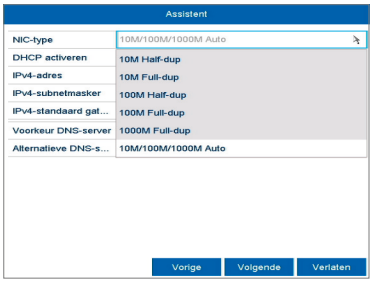 Assistent
NIC-type 10M/100M/1000M Auto
DHCP activeren 10M Half-dup
IPv4-adres 10M Full-dup
IPv4-subnetmasker 100M Half-dup
IPv4-standaard gat... 100M Full-dup
Voorkeur DNS-server 1000M Full-dup
Alternatieve DNS-s... 10M/100M/1000M Auto
Vorige Volgende Verlaten